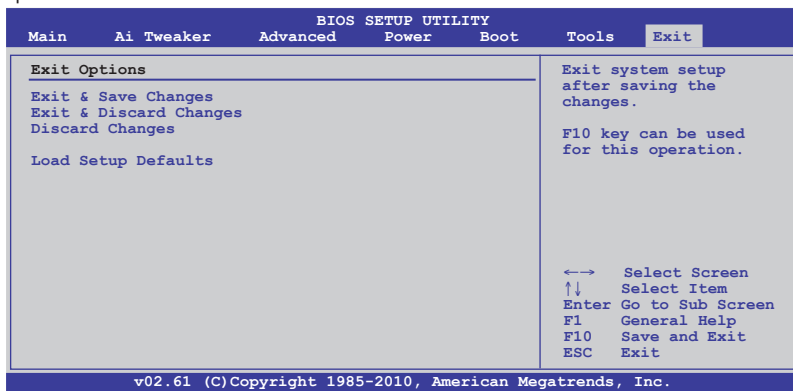 BIOS SETUP UTILITY
Main Ai Tweaker Advanced Power Boot Tools Exit
Exit Options
Exit & Save Changes
Exit & Discard Changes
Discard Changes
Load Setup Defaults
Exit system setup
after saving the
changes.
F10 key can be used
for this operation.
←→ Select Screen
↑↓ Select Item
Enter Go to Sub Screen
F1 General Help
F10 Save and Exit
ESC Exit
v02.61 (C)Copyright 1985-2010, American Megatrends, Inc.